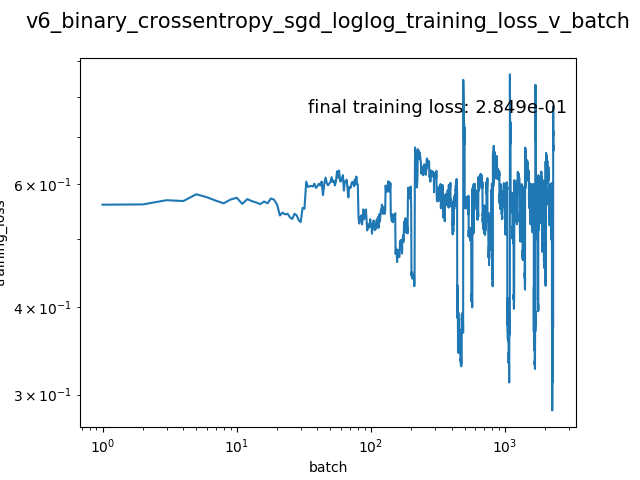 v6_binary_crossentropy_sgd_loglog_training_loss_v_batch
final training loss: 2.849e-01
6 × 10⁻¹
4 × 10⁻¹
3 × 10⁻¹
training_loss
10⁰ 10¹ 10² 10³
batch